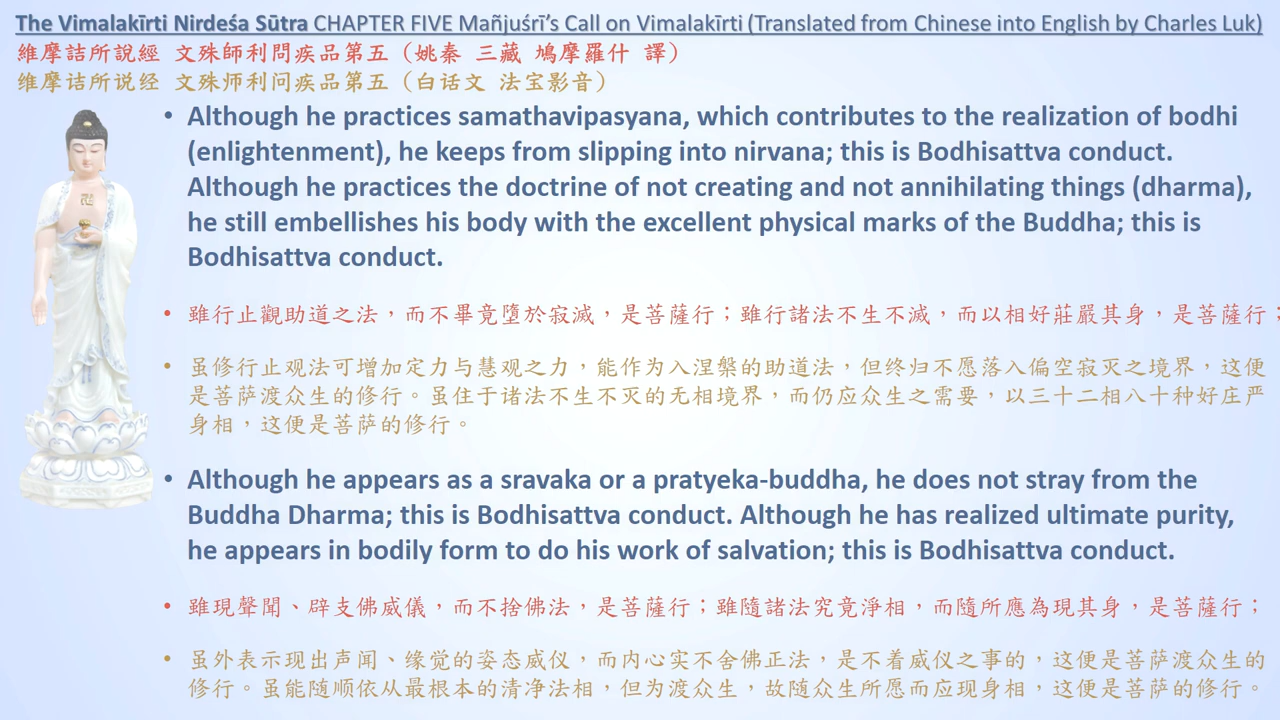 The Vimalakīrti Nirdeśa Sūtra CHAPTER FIVE Mañjuśrī’s Call on Vimalakīrti (Translated from Chinese into English by Charles Luk)
維摩詰所說經 文殊師利問疾品第五 (姚秦 三藏 鳩摩羅什 譯)
维摩诘所说经 文殊师利问疾品第五 (白话文 法宝影音)
• Although he practices samathavipasyana, which contributes to the realization of bodhi
(enlightenment), he keeps from slipping into nirvana; this is Bodhisattva conduct.
Although he practices the doctrine of not creating and not annihilating things (dharma),
he still embellishes his body with the excellent physical marks of the Buddha; this is
Bodhisattva conduct.
• 雖行止觀助道之法，而不畢竟墮於寂滅，是菩薩行；雖行諸法不生不滅，而以相好莊嚴其身，是菩薩行；
• 虽修行止观法可增加定力与慧观之力，能作为入涅槃的助道法，但终归不愿落入偏空寂灭之境界，这便
是菩萨渡众生的修行。虽住于诸法不生不灭的无相境界，而仍应众生之需要，以三十二相八十种好庄严
身相，这便是菩萨的修行。
• Although he appears as a sravaka or a pratyeka-buddha, he does not stray from the
Buddha Dharma; this is Bodhisattva conduct. Although he has realized ultimate purity,
he appears in bodily form to do his work of salvation; this is Bodhisattva conduct.
• 雖現聲聞、辟支佛威儀，而不捨佛法，是菩薩行；雖隨諸法究竟淨相，而隨所應為現其身，是菩薩行；
• 虽外表示现出声闻、缘觉的姿态威仪，而内心实不舍佛正法，是不着威仪之事的，这便是菩萨渡众生的
修行。虽能随顺依从最根本的清净法相，但为渡众生，故随众生所愿而应现身相，这便是菩萨的修行。